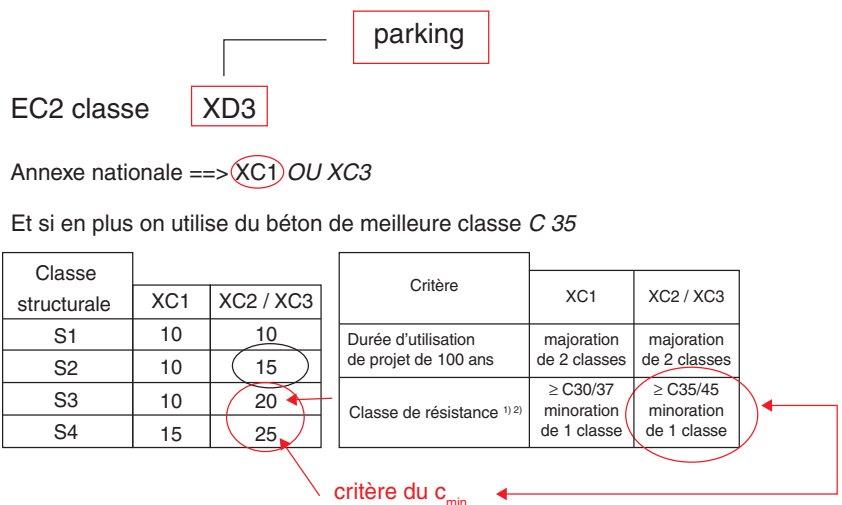 parking
EC2 classe XD3
Annexe nationale ==> XC1 OU XC3
Et si en plus on utilise du béton de meilleure classe C 35
Classe
structurale XC1 XC2 / XC3
S1 10 10
S2 10 15
S3 10 20
S4 15 25
Critère XC1 XC2 / XC3
Durée d'utilisation
de projet de 100 ans
majoration
de 2 classes
majoration
de 2 classes
Classe de résistance 1) 2)
≥ C30/37
minoration
de 1 classe
≥ C35/45
minoration
de 1 classe
critère du c min